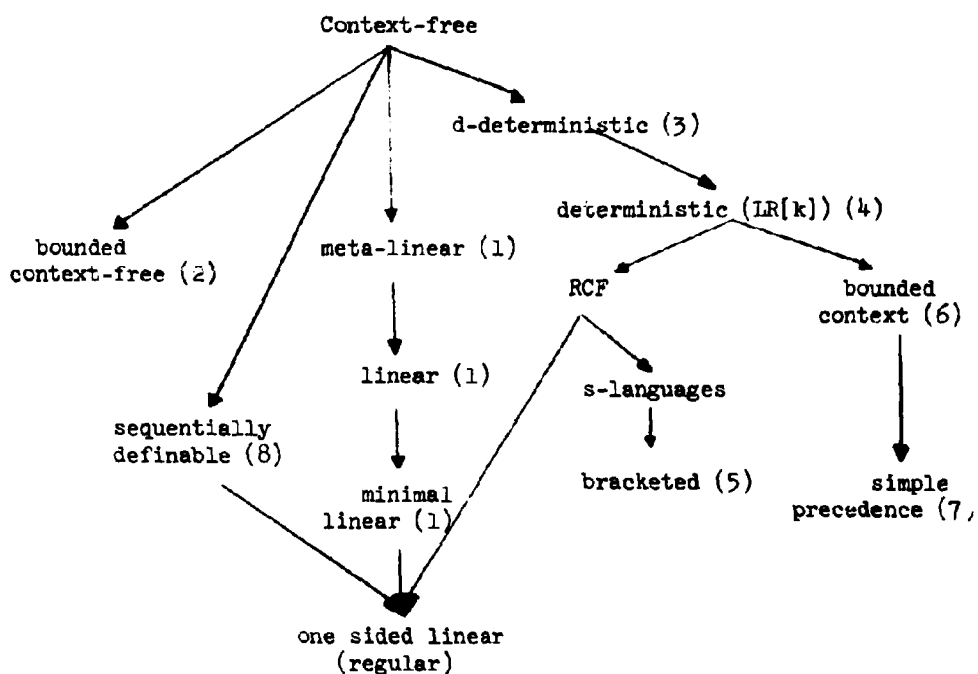 Context-free
d-deterministic (3)
deterministic (LR[k]) (4)
bounded
context-free (2)
meta-linear (1)
RCF
bounded
context (6)
linear (1)
s-languages
sequentially
definable (8)
minimal
linear (1)
bracketed (5)
simple
precedence (7,
one sided linear
(regular)